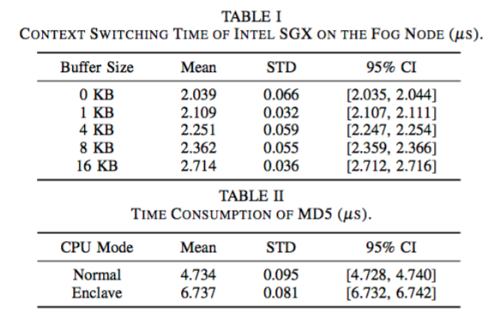 TABLE I
CONTEXT SWITCHING TIME OF INTEL SGX ON THE FOG NODE (μs).
Buffer Size Mean STD 95% CI
0 KB 2.039 0.066 [2.035, 2.044]
1 KB 2.109 0.032 [2.107, 2.111]
4 KB 2.251 0.059 [2.247, 2.254]
8 KB 2.362 0.055 [2.359, 2.366]
16 KB 2.714 0.036 [2.712, 2.716]
TABLE II
TIME CONSUMPTION OF MD5 (μs).
CPU Mode Mean STD 95% CI
Normal 4.734 0.095 [4.728, 4.740]
Enclave 6.737 0.081 [6.732, 6.742]